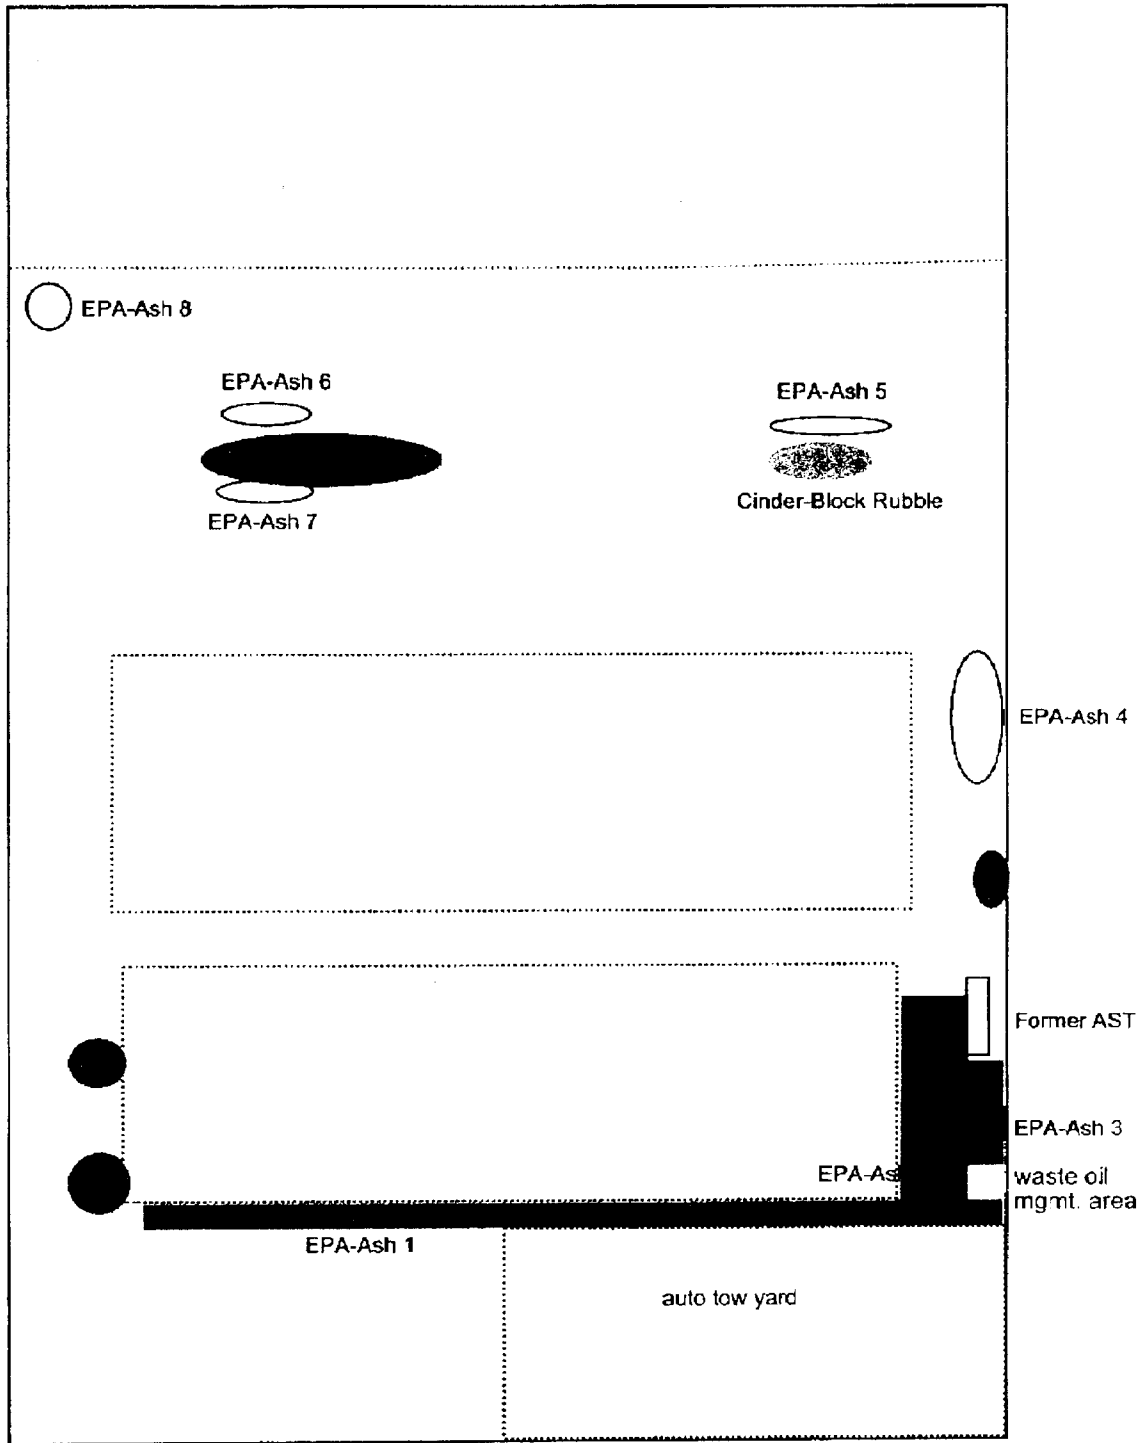 EPA-Ash 8
EPA-Ash 6
EPA-Ash 5
Cinder-Block Rubble
EPA-Ash 7
EPA-Ash 4
Former AST
EPA-Ash 3
EPA-As
waste oil
mgmt. area
EPA-Ash 1
auto tow yard